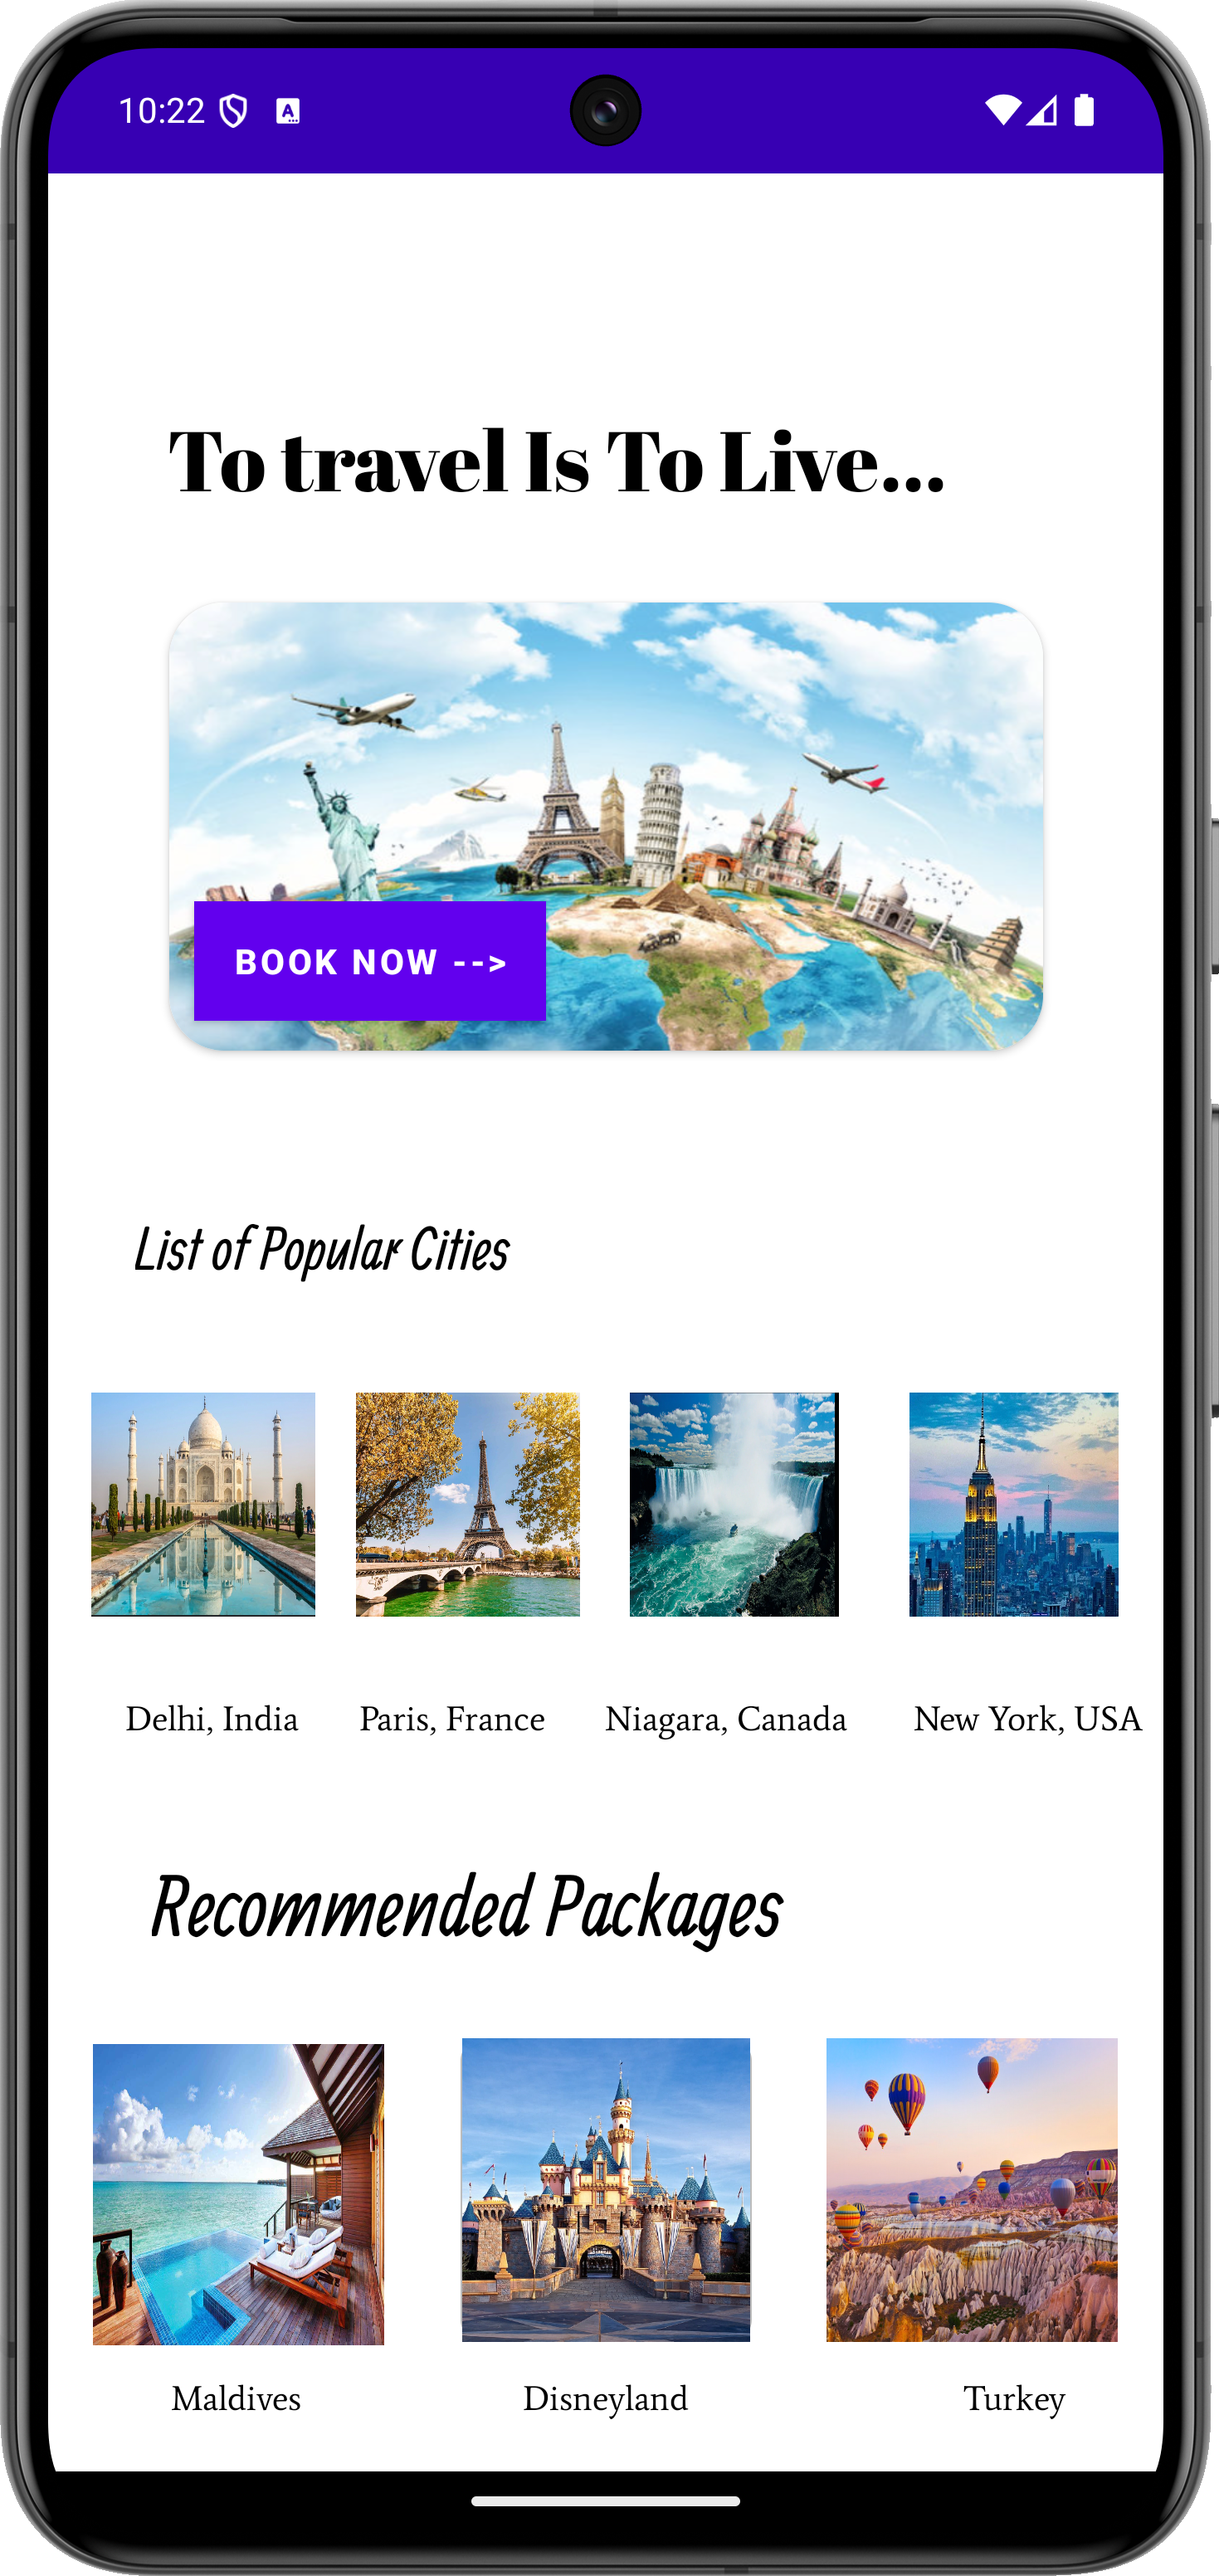 10:22
To travel Is To Live...
BOOK NOW -->
List of Popular Cities
Delhi, India Paris, France Niagara, Canada New York, USA
Recommended Packages
Maldives Disneyland Turkey